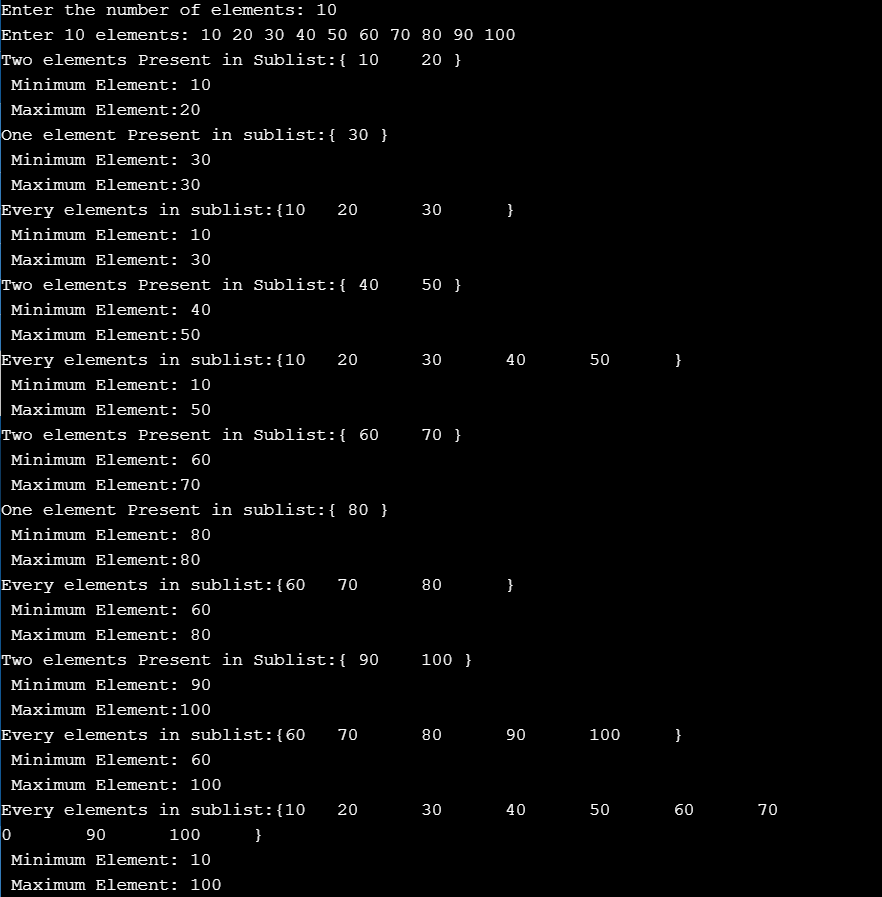 Enter the number of elements: 10
Enter 10 elements: 10 20 30 40 50 60 70 80 90 100
Two elements Present in Sublist:{ 10    20 }
 Minimum Element: 10
 Maximum Element:20
One element Present in sublist:{ 30 }
 Minimum Element: 30
 Maximum Element:30
Every elements in sublist:{10   20      30      }
 Minimum Element: 10
 Maximum Element: 30
Two elements Present in Sublist:{ 40    50 }
 Minimum Element: 40
 Maximum Element:50
Every elements in sublist:{10   20      30      40      50      }
 Minimum Element: 10
 Maximum Element: 50
Two elements Present in Sublist:{ 60    70 }
 Minimum Element: 60
 Maximum Element:70
One element Present in sublist:{ 80 }
 Minimum Element: 80
 Maximum Element:80
Every elements in sublist:{60   70      80      }
 Minimum Element: 60
 Maximum Element: 80
Two elements Present in Sublist:{ 90    100 }
 Minimum Element: 90
 Maximum Element:100
Every elements in sublist:{60   70      80      90      100     }
 Minimum Element: 60
 Maximum Element: 100
Every elements in sublist:{10   20      30      40      50      60      70
0       90      100     }
 Minimum Element: 10
 Maximum Element: 100